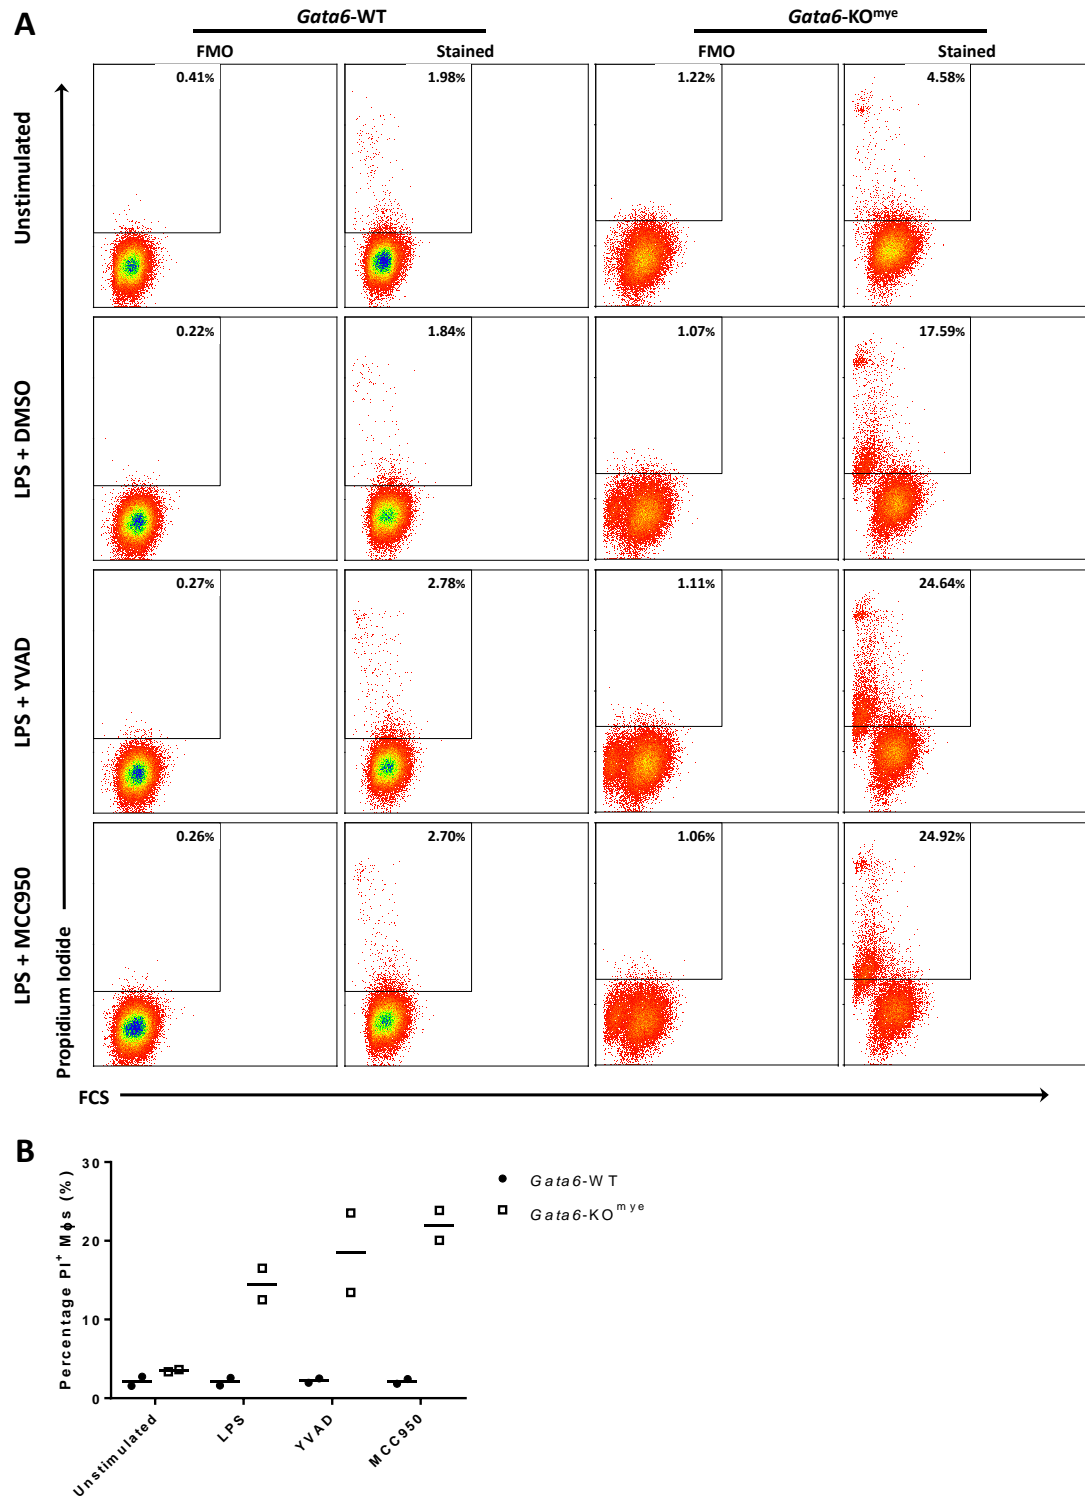 A
Gata6-WT
Gata6-KOmye
FMO
Stained
FMO
Stained
Unstimulated
0.41%
1.98%
1.22%
4.58%
LPS + DMSO
0.22%
1.84%
1.07%
17.59%
LPS + YVAD
0.27%
2.78%
1.11%
24.64%
LPS + MCC950
0.26%
2.70%
1.06%
24.92%
Propidium Iodide
FCS
B
Percentage PI+ Mϕs (%)
30
20
10
0
Unstimulated
LPS
YVAD
MCC950
Gata6-WT
Gata6-KOmye